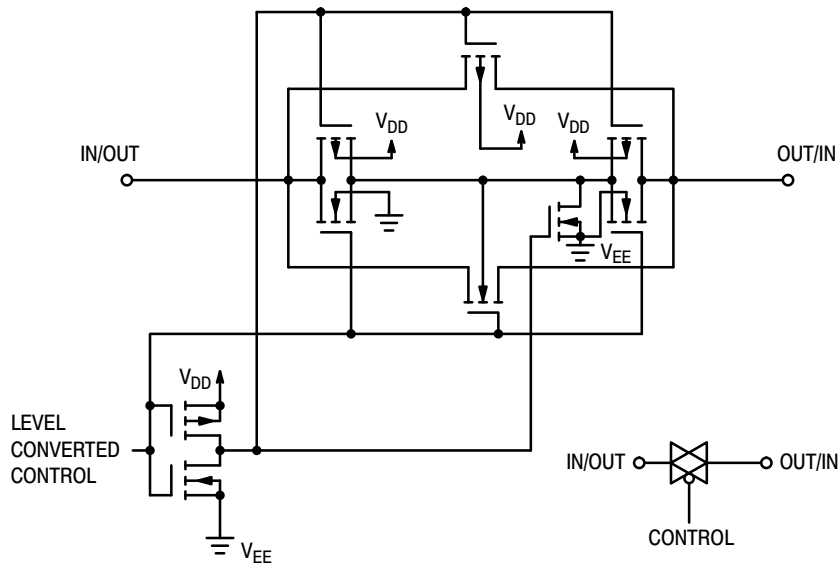 VDD
VDD
VDD
IN/OUT
OUT/IN
VEE
VDD
LEVEL
CONVERTED
CONTROL
VEE
IN/OUT
OUT/IN
CONTROL